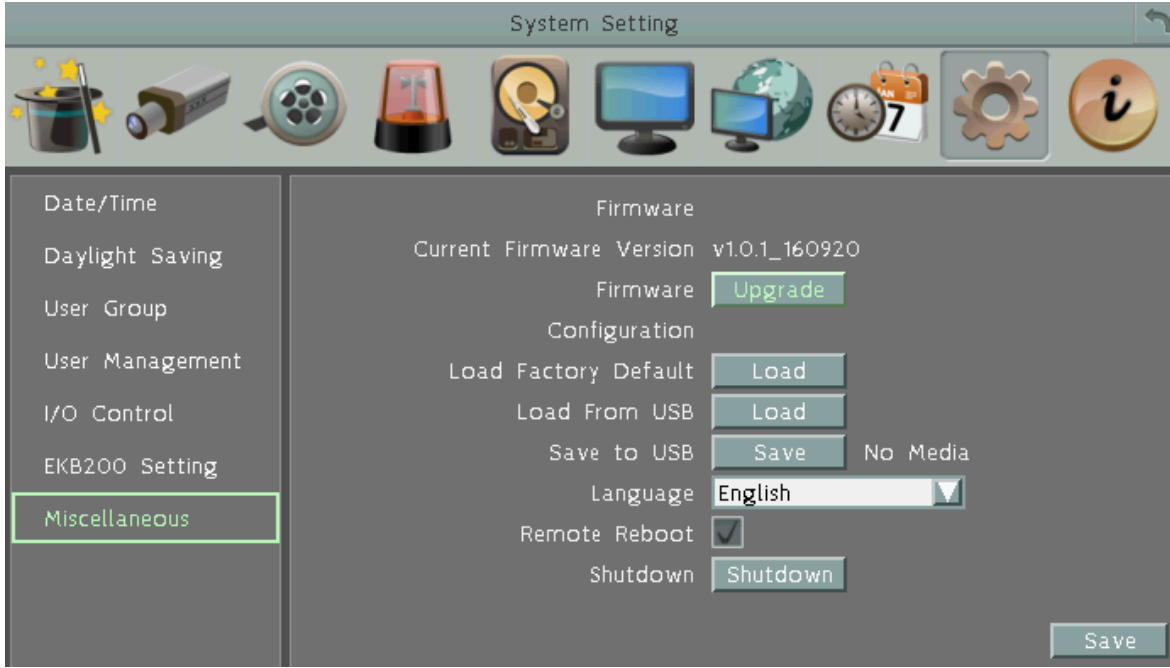 System Setting
JAN
7
Date/Time
Daylight Saving
User Group
User Management
I/O Control
EKB200 Setting
Miscellaneous
Firmware
Current Firmware Version v1.0.1_160920
Firmware Upgrade
Configuration
Load Factory Default Load
Load From USB Load
Save to USB Save No Media
Language English
Remote Reboot
Shutdown Shutdown
Save